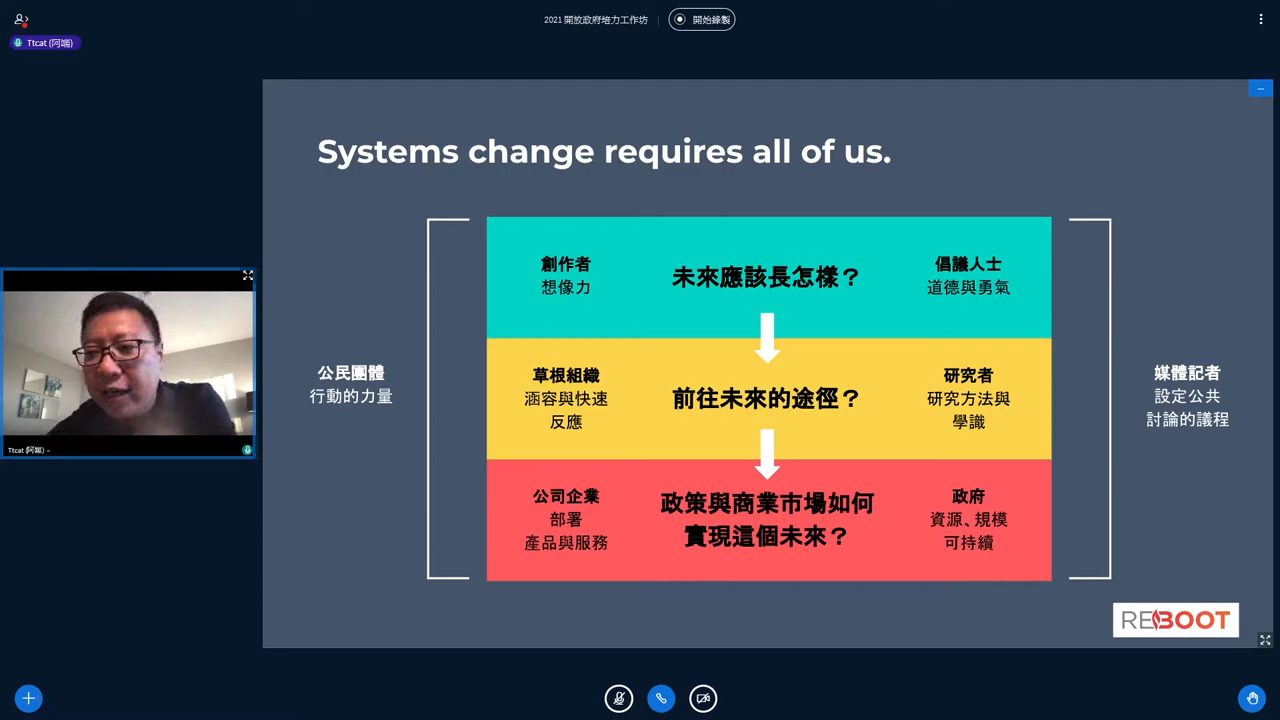 2021 開放政府培力工作坊
開始錄製
Ttcat (阿端)
Systems change requires all of us.
創作者
想像力
未來應該長怎樣？
倡議人士
道德與勇氣
公民團體
行動的力量
草根組織
涵容與快速
反應
前往未來的途徑？
研究者
研究方法與
學識
媒體記者
設定公共
討論的議程
公司企業
部署
產品與服務
政策與商業市場如何
實現這個未來？
政府
資源、規模
可持續
REBOOT
Ttcat (阿端)